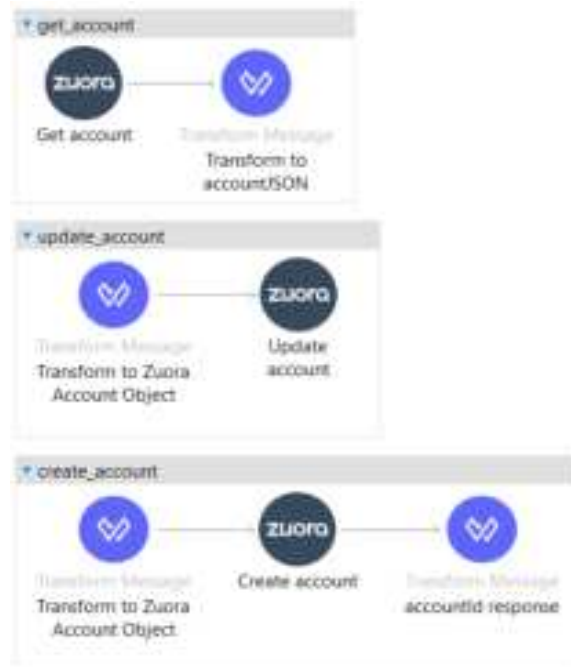 get_account
zuora
Get account
Transform Message
Transform to
accountJSON
update_account
zuora
Transform Message
Transform to Zuora
Account Object
Update
account
create_account
zuora
Transform Message
Transform to Zuora
Account Object
Create account
Transform Message
accountId response